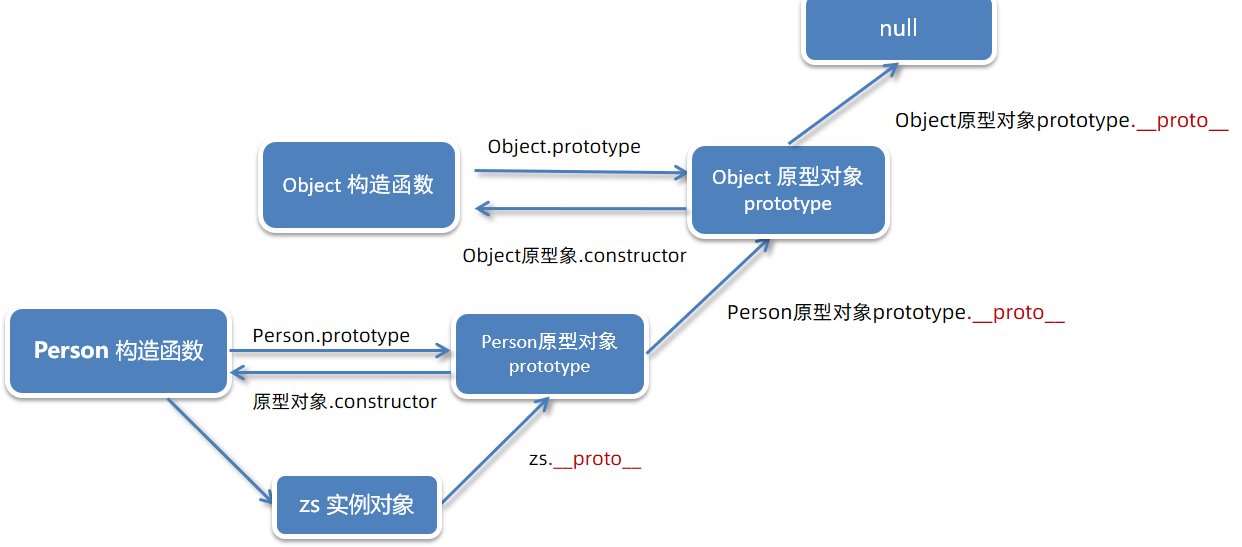 null
Object原型对象prototype.__proto__
Object.prototype
Object 构造函数
Object 原型对象
prototype
Object原型象.constructor
Person原型对象prototype.__proto__
Person.prototype
Person 构造函数
Person原型对象
prototype
原型对象.constructor
zs.__proto__
zs 实例对象